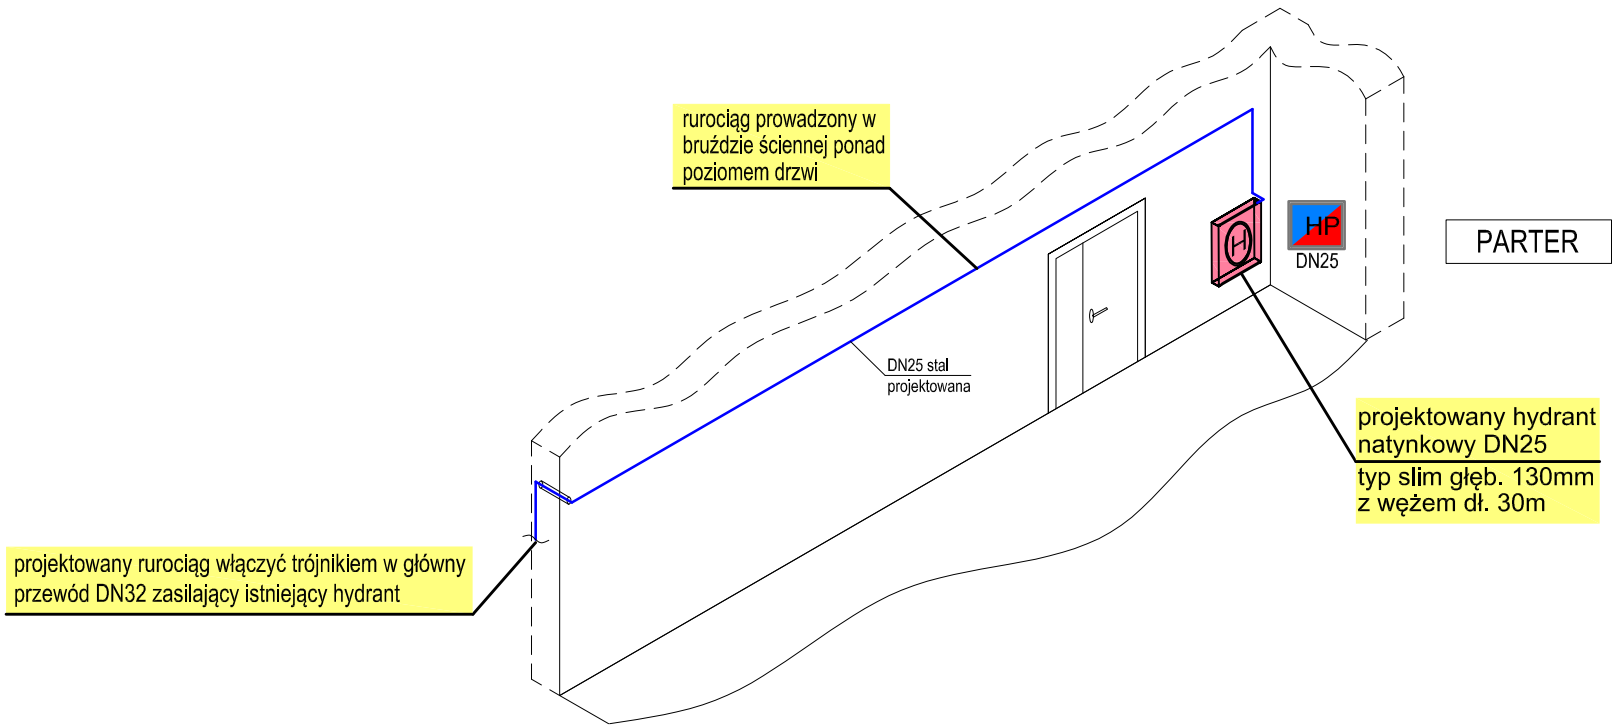 rurociąg prowadzony w
bruździe ściennej ponad
poziomem drzwi
HP
DN25
PARTER
H
DN25 stal
projektowana
projektowany hydrant
natynkowy DN25
typ slim głęb. 130mm
z wężem dł. 30m
projektowany rurociąg włączyć trójnikiem w główny
przewód DN32 zasilający istniejący hydrant